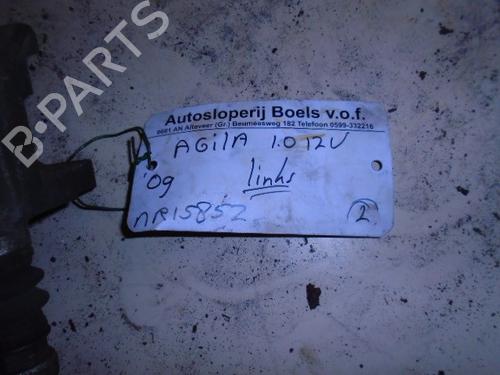 B-PARTS
Autosloperij Boels v.o.f.
9661 AN Alteveer (Gr.) Beumeesweg 182 Telefoon 0599-332216
AGILA 1.0 12V
'09 links
NR15852 2